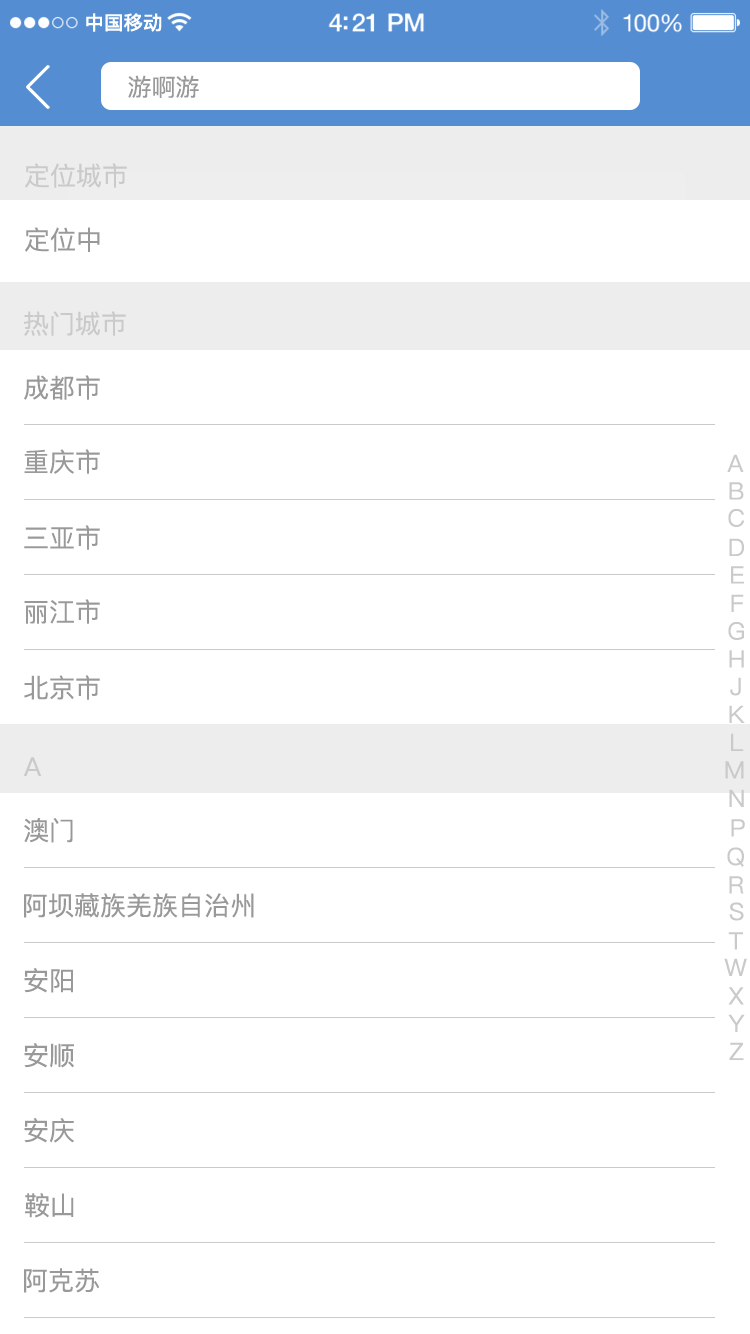 中国移动 4:21 PM 100%
游啊游
定位城市
定位中
热门城市
成都市
重庆市
三亚市
丽江市
北京市
A
澳门
阿坝藏族羌族自治州
安阳
安顺
安庆
鞍山
阿克苏
A
B
C
D
E
F
G
H
J
K
L
M
N
P
Q
R
S
T
W
X
Y
Z